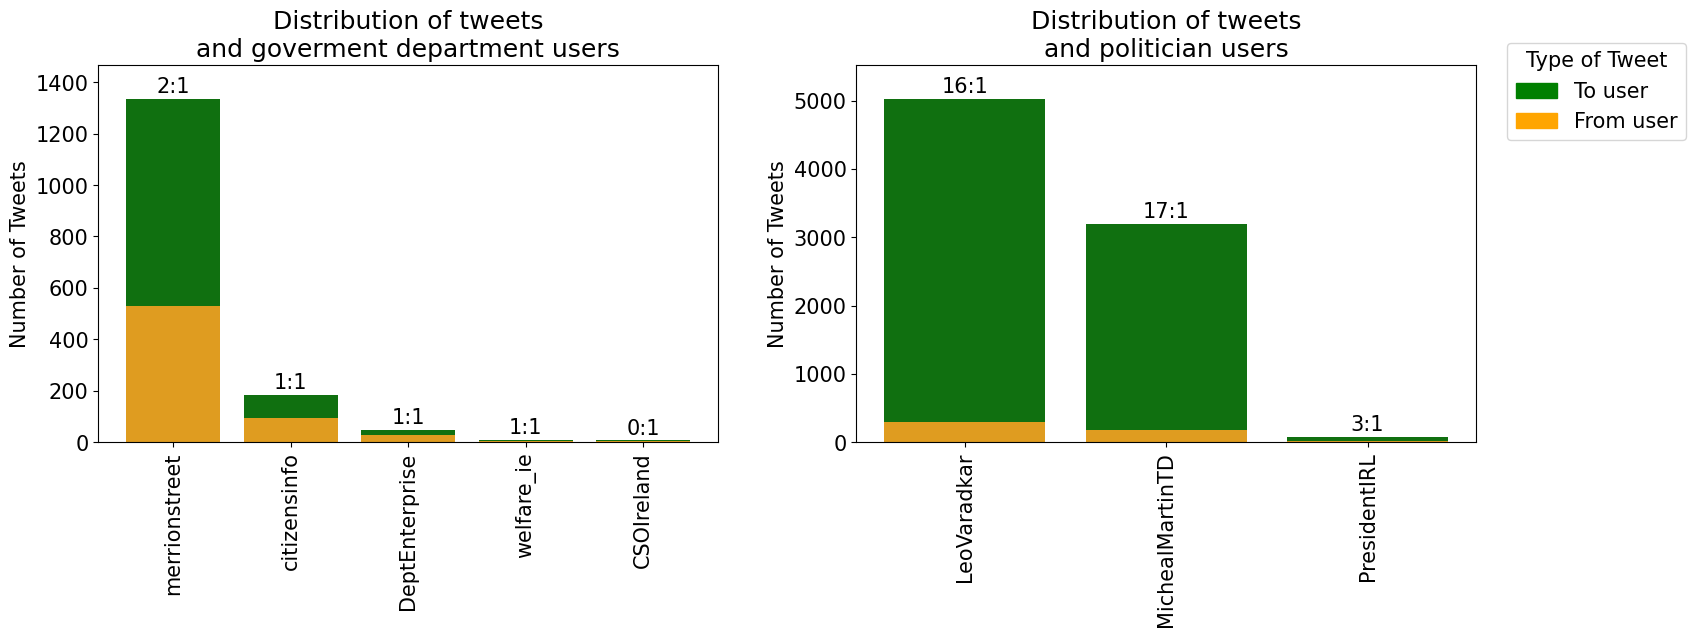 Distribution of tweets
and goverment department users
Number of Tweets
1400
1200
1000
800
600
400
200
0
2:1
1:1
1:1
1:1
0:1
merrionstreet
citizensinfo
DeptEnterprise
welfare_ie
CSOIreland
Distribution of tweets
and politician users
Number of Tweets
5000
4000
3000
2000
1000
0
16:1
17:1
3:1
LeoVaradkar
MichealMartinTD
PresidentIRL
Type of Tweet
To user
From user